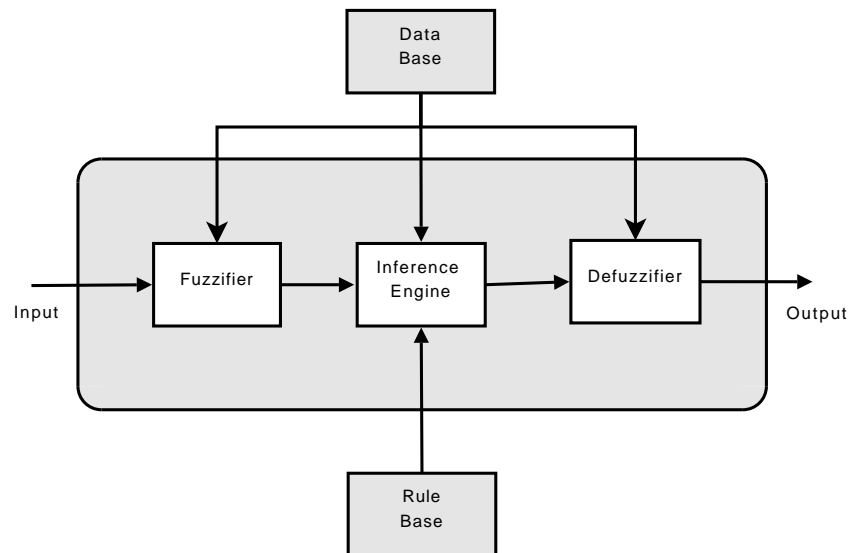 Data
Base
Fuzzifier
Inference
Engine
Defuzzifier
Input
Output
Rule
Base